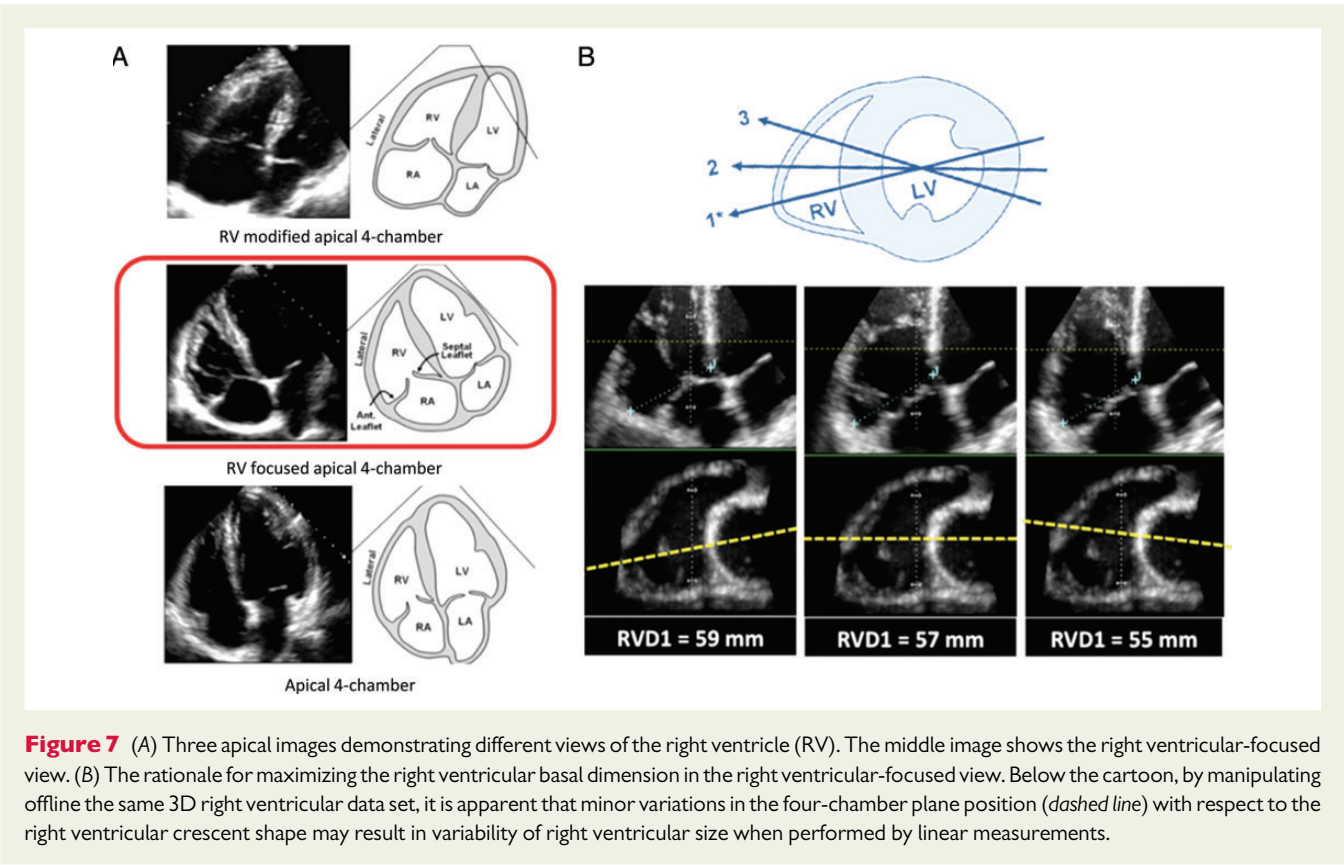 A
Lateral
RV
LV
RA
LA
RV modified apical 4-chamber
Lateral
LV
RV
Septal
Leaflet
LA
RA
Ant.
Leaflet
RV focused apical 4-chamber
Lateral
RV
LV
RA
LA
Apical 4-chamber
B
3
2
1*
RV
LV
RVD1 = 59 mm
RVD1 = 57 mm
RVD1 = 55 mm
Figure 7 (A) Three apical images demonstrating different views of the right ventricle (RV). The middle image shows the right ventricular-focused
view. (B) The rationale for maximizing the right ventricular basal dimension in the right ventricular-focused view. Below the cartoon, by manipulating
offline the same 3D right ventricular data set, it is apparent that minor variations in the four-chamber plane position (dashed line) with respect to the
right ventricular crescent shape may result in variability of right ventricular size when performed by linear measurements.